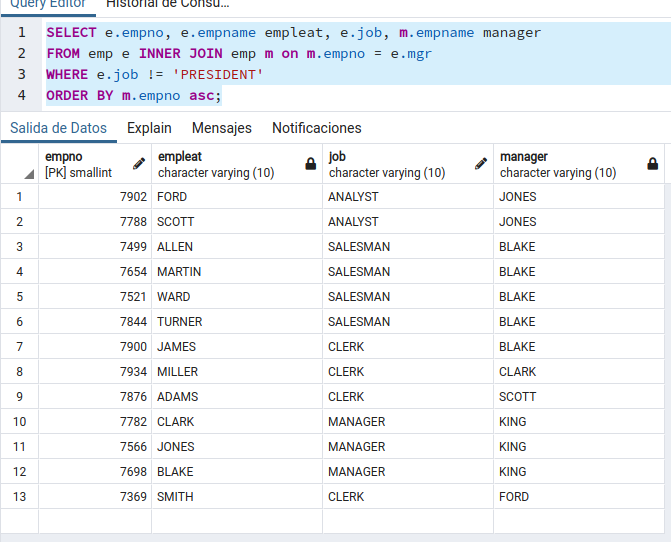 Query Editor Historial de Consu...
1 SELECT e.empno, e.empname empleat, e.job, m.empname manager
2 FROM emp e INNER JOIN emp m on m.empno = e.mgr
3 WHERE e.job != 'PRESIDENT'
4 ORDER BY m.empno asc;
Salida de Datos Explain Mensajes Notificaciones
empno empleat job manager
[PK] smallint character varying (10) character varying (10) character varying (10)
1 7902 FORD ANALYST JONES
2 7788 SCOTT ANALYST JONES
3 7499 ALLEN SALESMAN BLAKE
4 7654 MARTIN SALESMAN BLAKE
5 7521 WARD SALESMAN BLAKE
6 7844 TURNER SALESMAN BLAKE
7 7900 JAMES CLERK BLAKE
8 7934 MILLER CLERK CLARK
9 7876 ADAMS CLERK SCOTT
10 7782 CLARK MANAGER KING
11 7566 JONES MANAGER KING
12 7698 BLAKE MANAGER KING
13 7369 SMITH CLERK FORD